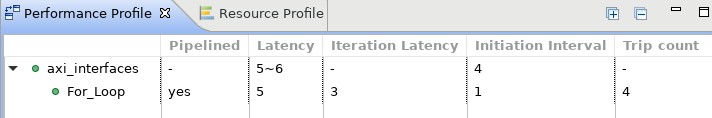 Performance Profile Resource Profile
Pipelined Latency Iteration Latency Initiation Interval Trip count
axi_interfaces - 5~6 - 4 -
For_Loop yes 5 3 1 4